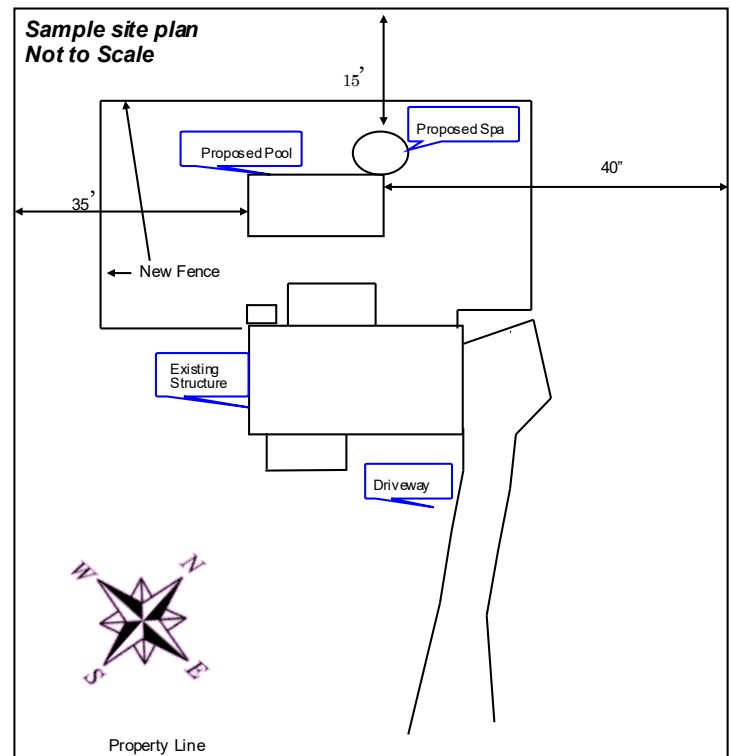 Sample site plan
Not to Scale
15’
Proposed Spa
Proposed Pool
40”
35’
New Fence
Existing
Structure
Driveway
W
N
S
E
Property Line